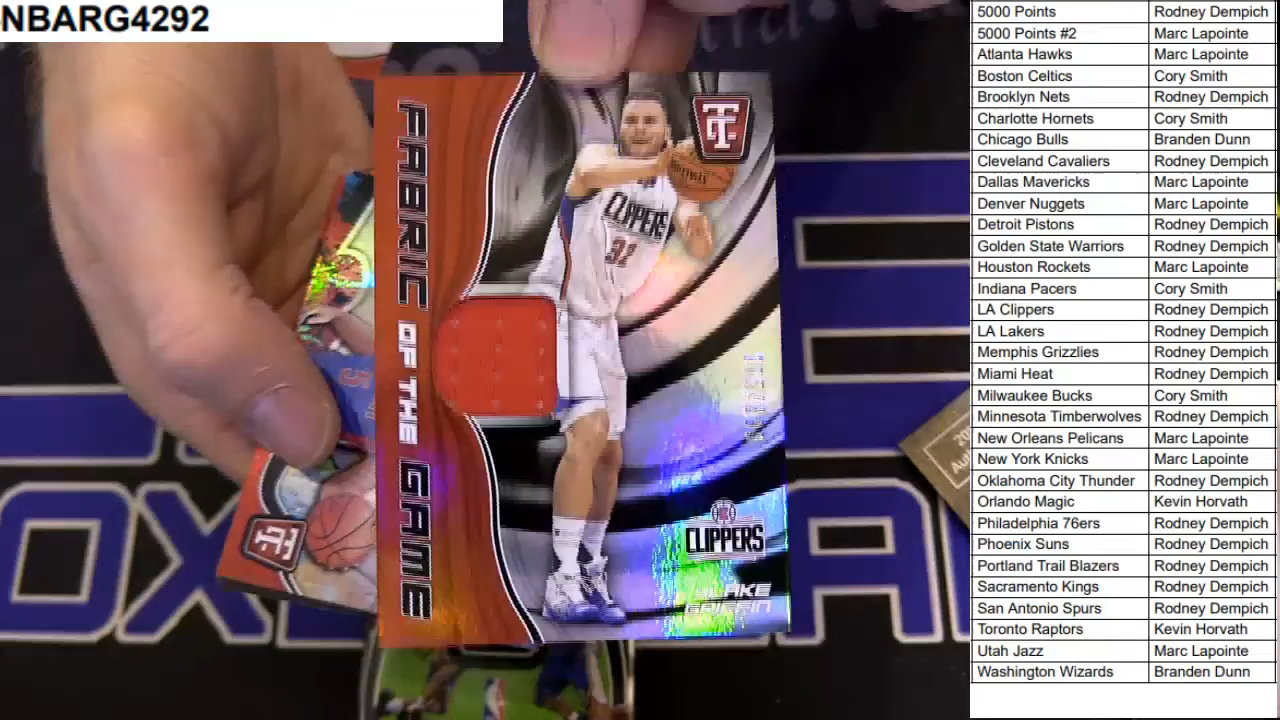 NBARG4292
FABRIC OF THE GAME
CLIPPERS
32
CLIPPERS
BLAKE
GRIFFIN
5000 Points Rodney Dempich
5000 Points #2 Marc Lapointe
Atlanta Hawks Marc Lapointe
Boston Celtics Cory Smith
Brooklyn Nets Rodney Dempich
Charlotte Hornets Cory Smith
Chicago Bulls Branden Dunn
Cleveland Cavaliers Rodney Dempich
Dallas Mavericks Marc Lapointe
Denver Nuggets Marc Lapointe
Detroit Pistons Rodney Dempich
Golden State Warriors Rodney Dempich
Houston Rockets Marc Lapointe
Indiana Pacers Cory Smith
LA Clippers Rodney Dempich
LA Lakers Rodney Dempich
Memphis Grizzlies Rodney Dempich
Miami Heat Rodney Dempich
Milwaukee Bucks Cory Smith
Minnesota Timberwolves Rodney Dempich
New Orleans Pelicans Marc Lapointe
New York Knicks Marc Lapointe
Oklahoma City Thunder Rodney Dempich
Orlando Magic Kevin Horvath
Philadelphia 76ers Rodney Dempich
Phoenix Suns Rodney Dempich
Portland Trail Blazers Rodney Dempich
Sacramento Kings Rodney Dempich
San Antonio Spurs Rodney Dempich
Toronto Raptors Kevin Horvath
Utah Jazz Marc Lapointe
Washington Wizards Branden Dunn